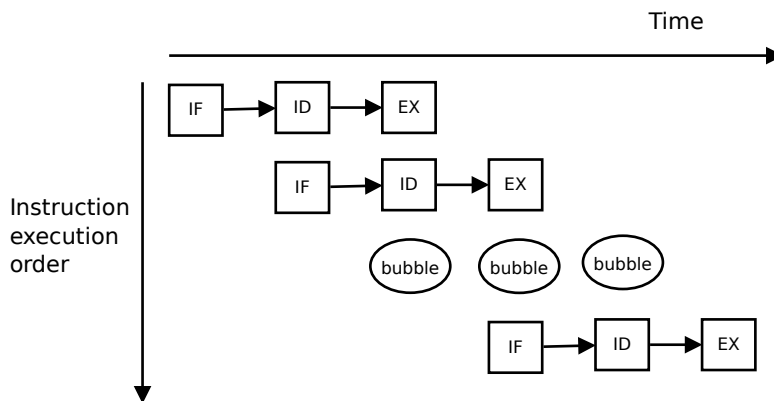 Time
IF ID EX
IF ID EX
Instruction
execution
order
bubble bubble bubble
IF ID EX